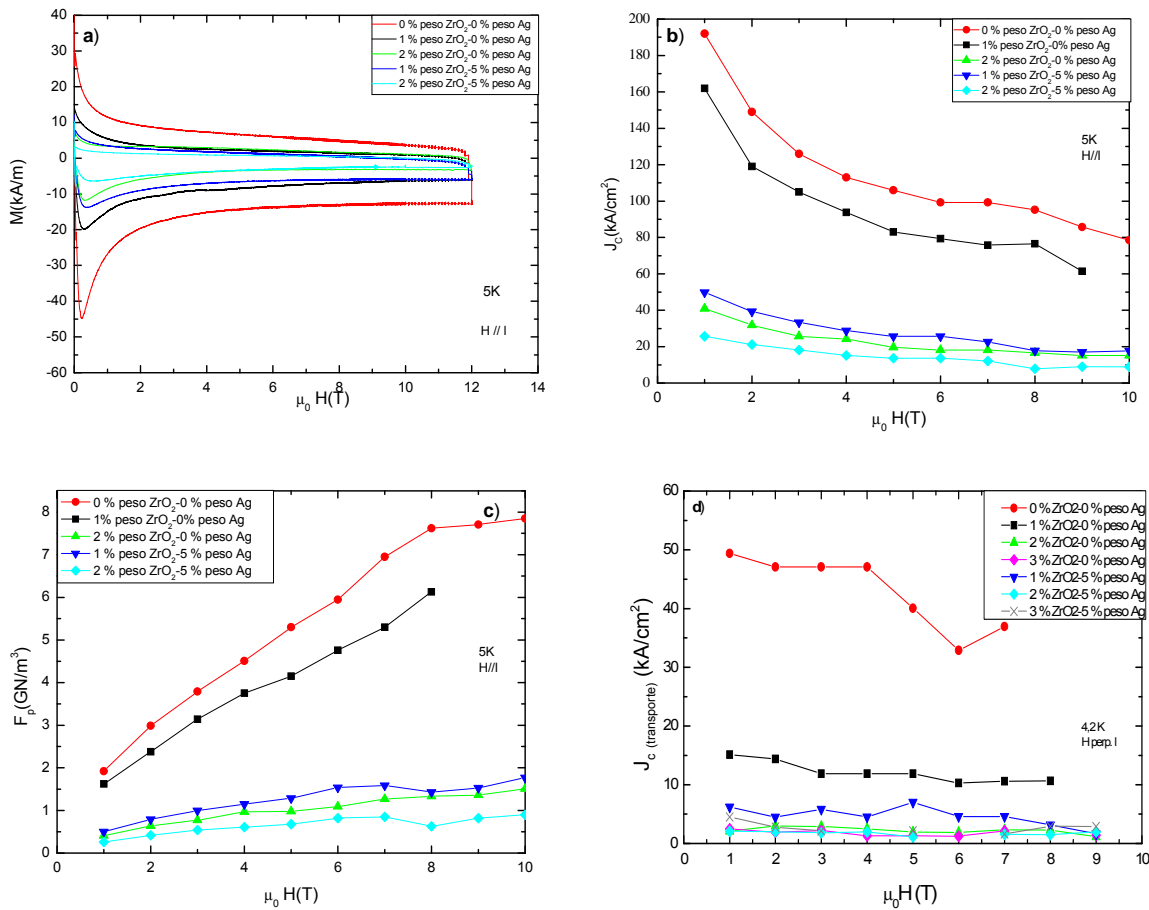 a)
0 % peso ZrO₂-0 % peso Ag
1 % peso ZrO₂-0 % peso Ag
2 % peso ZrO₂-0 % peso Ag
1 % peso ZrO₂-5 % peso Ag
2 % peso ZrO₂-5 % peso Ag
40
30
20
10
0
-10
-20
-30
-40
-50
-60
M(kA/m)
5K
H // I
0 2 4 6 8 10 12 14
μ₀ H(T)
b)
0 % peso ZrO₂-0 % peso Ag
1% peso ZrO₂-0% peso Ag
2 % peso ZrO₂-0 % peso Ag
1 % peso ZrO₂-5 % peso Ag
2 % peso ZrO₂-5 % peso Ag
200
180
160
140
120
100
80
60
40
20
0
J_C(kA/cm²)
5K
H//I
0 2 4 6 8 10
μ₀ H(T)
c)
0 % peso ZrO₂-0 % peso Ag
1% peso ZrO₂-0% peso Ag
2 % peso ZrO₂-0 % peso Ag
1 % peso ZrO₂-5 % peso Ag
2 % peso ZrO₂-5 % peso Ag
8
7
6
5
4
3
2
1
0
F_p(GN/m³)
5K
H//I
0 2 4 6 8 10
μ₀ H(T)
d)
0 %ZrO2-0 % peso Ag
1 %ZrO2-0 % peso Ag
2 %ZrO2-0 % peso Ag
3 %ZrO2-0 % peso Ag
1 %ZrO2-5 % peso Ag
2 %ZrO2-5 % peso Ag
3 %ZrO2-5 % peso Ag
60
50
40
30
20
10
0
J_C (transporte) (kA/cm²)
4,2K
H perp. I
0 1 2 3 4 5 6 7 8 9 10
μ₀H(T)